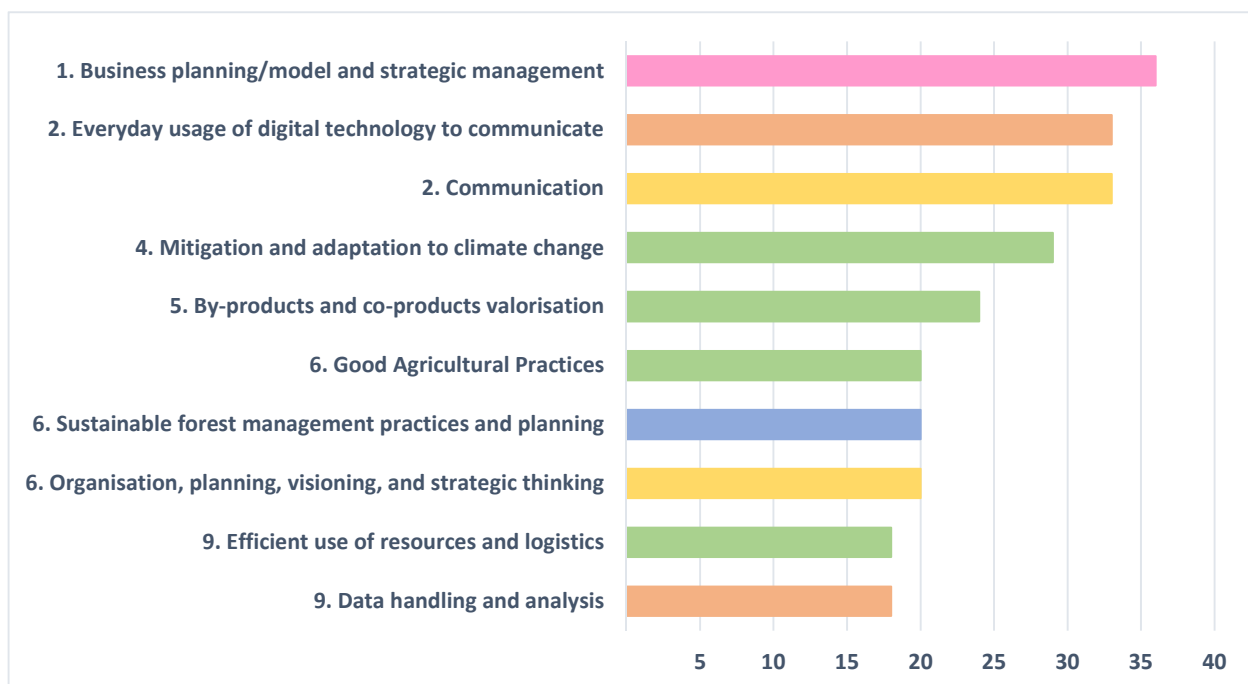 1. Business planning/model and strategic management
2. Everyday usage of digital technology to communicate
2. Communication
4. Mitigation and adaptation to climate change
5. By-products and co-products valorisation
6. Good Agricultural Practices
6. Sustainable forest management practices and planning
6. Organisation, planning, visioning, and strategic thinking
9. Efficient use of resources and logistics
9. Data handling and analysis
5 10 15 20 25 30 35 40